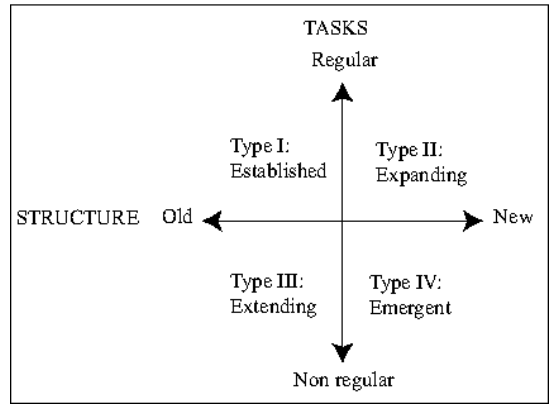 TASKS
Regular
Type I:
Established
Type II:
Expanding
STRUCTURE Old
New
Type III:
Extending
Type IV:
Emergent
Non regular